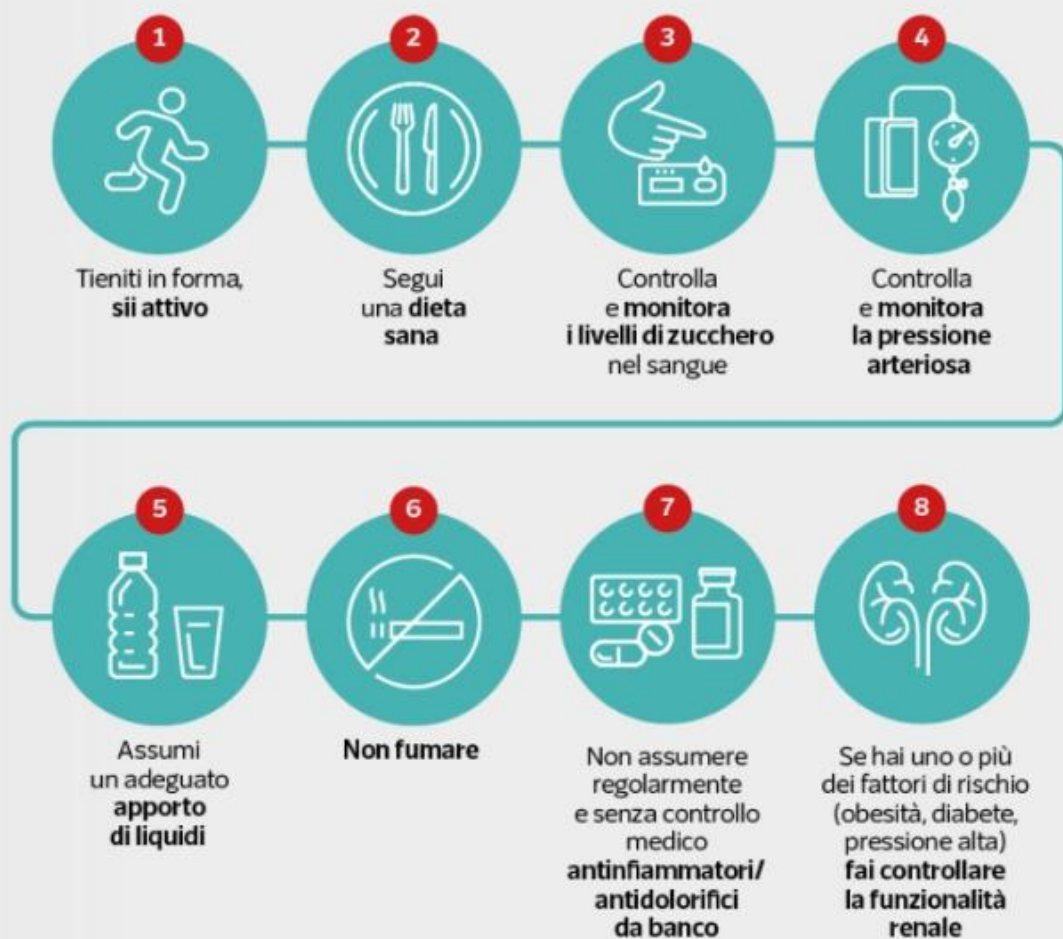 1
Tieniti in forma,
sii attivo
2
Segui
una dieta
sana
3
Controlla
e monitora
i livelli di zucchero
nel sangue
4
Controlla
e monitora
la pressione
arteriosa
5
Assumi
un adeguato
apporto
di liquidi
6
Non fumare
7
Non assumere
regolarmente
e senza controllo
medico
antinfiammatori/
antidolorifici
da banco
8
Se hai uno o più
dei fattori di rischio
(obesità, diabete,
pressione alta)
fai controllare
la funzionalità
renale